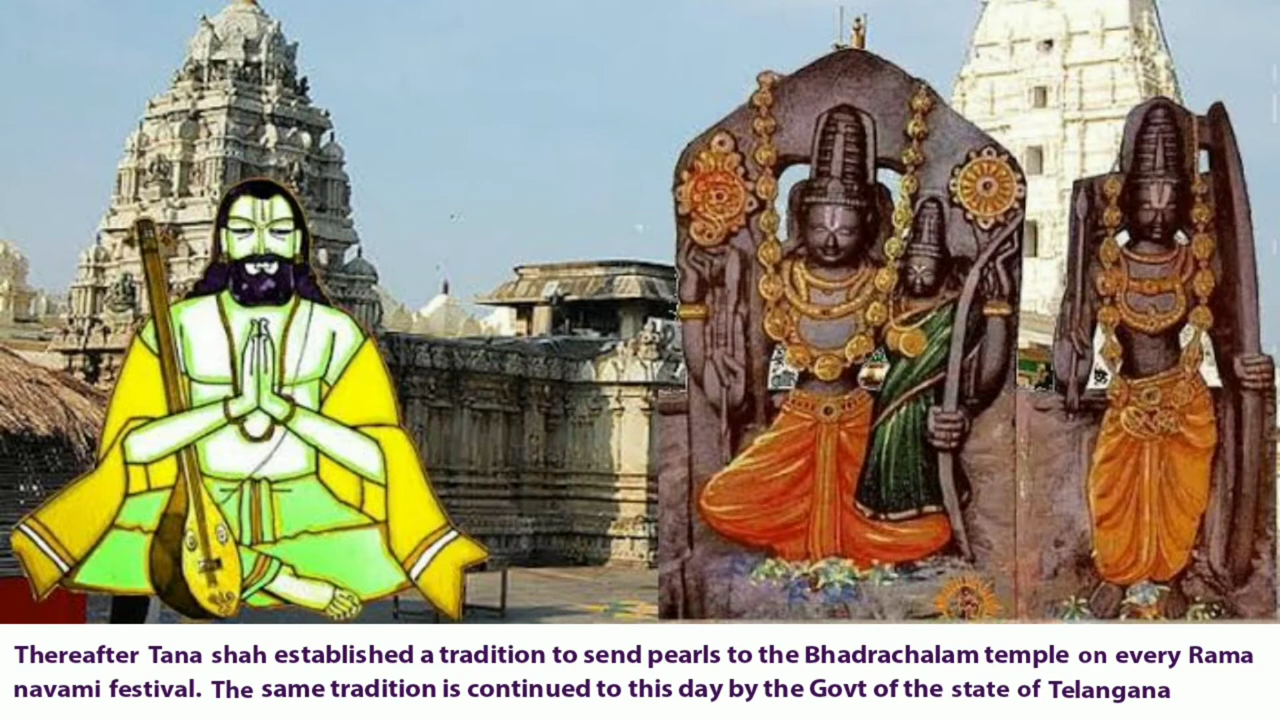 Thereafter Tana shah established a tradition to send pearls to the Bhadrachalam temple on every Rama
navami festival. The same tradition is continued to this day by the Govt of the state of Telangana